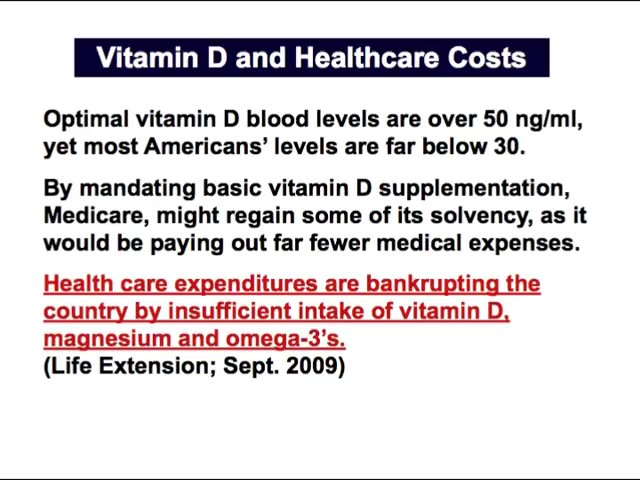 Vitamin D and Healthcare Costs
Optimal vitamin D blood levels are over 50 ng/ml,
yet most Americans’ levels are far below 30.
By mandating basic vitamin D supplementation,
Medicare, might regain some of its solvency, as it
would be paying out far fewer medical expenses.
Health care expenditures are bankrupting the
country by insufficient intake of vitamin D,
magnesium and omega-3’s.
(Life Extension; Sept. 2009)